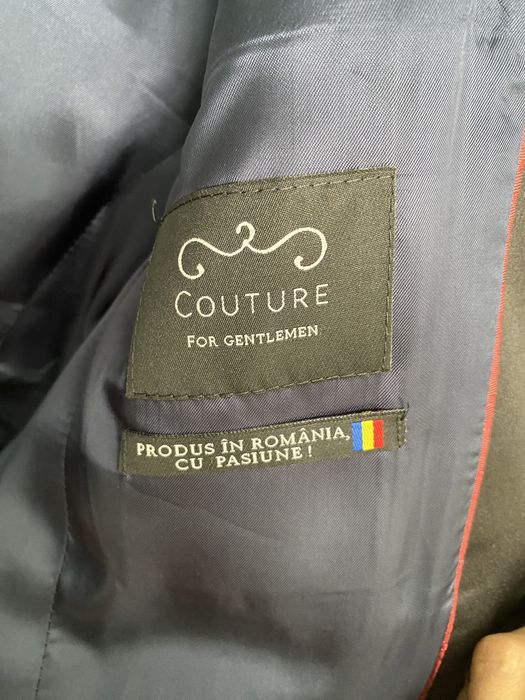 COUTURE
FOR GENTLEMEN
PRODUS ÎN ROMÂNIA,
CU PASIUNE!